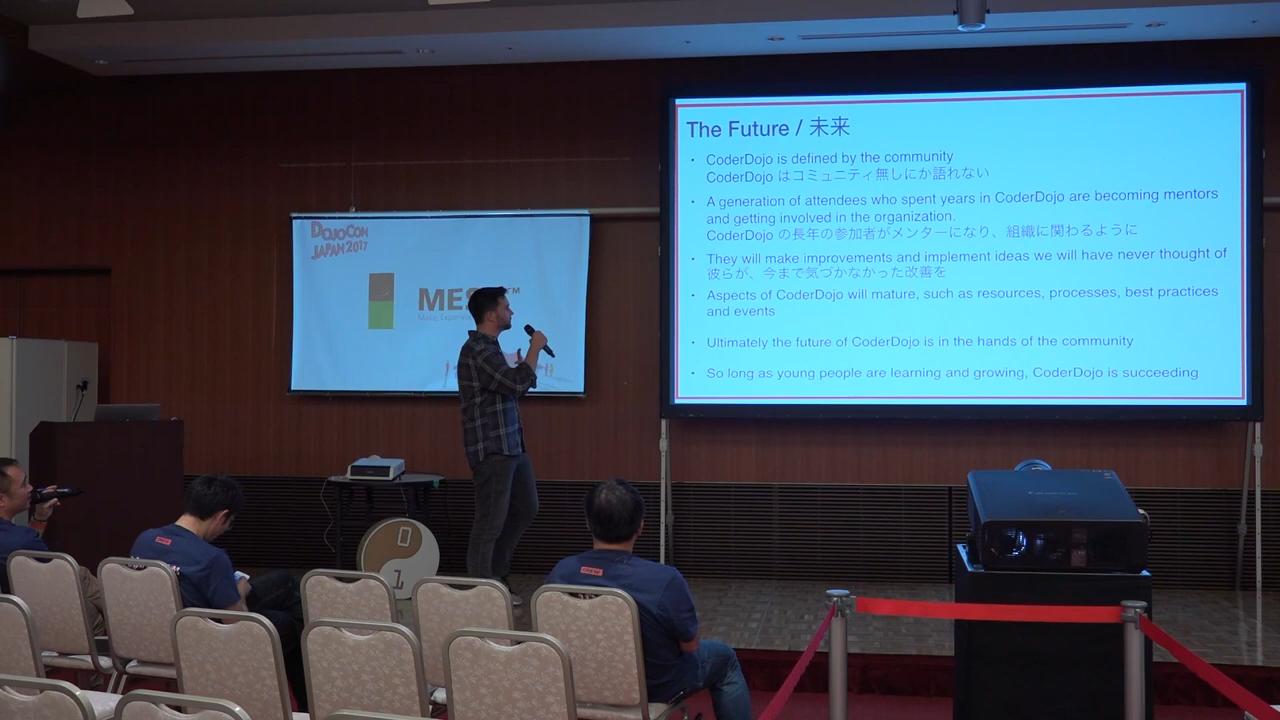 The Future / 未来
• CoderDojo is defined by the community
CoderDojo はコミュニティ無しにか語れない
• A generation of attendees who spent years in CoderDojo are becoming mentors
and getting involved in the organization.
CoderDojo の長年の参加者がメンターになり、組織に関わるように
• They will make improvements and implement ideas we will have never thought of
彼らが、今まで気づかなかった改善を
• Aspects of CoderDojo will mature, such as resources, processes, best practices
and events
• Ultimately the future of CoderDojo is in the hands of the community
• So long as young people are learning and growing, CoderDojo is succeeding
DOJOCON
JAPAN 2017
Make, Experience
0
1